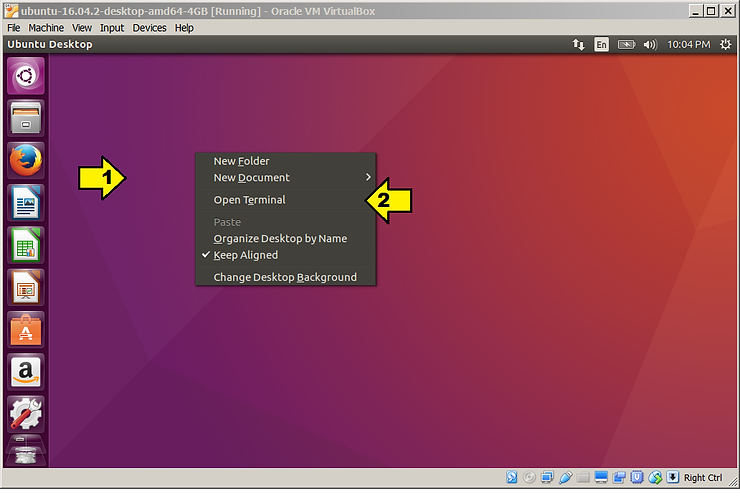 ubuntu-16.04.2-desktop-amd64-4GB [Running] - Oracle VM VirtualBox
File Machine View Input Devices Help
Ubuntu Desktop En 10:04 PM
New Folder
1 New Document
Open Terminal 2
Paste
Organize Desktop by Name
Keep Aligned
Change Desktop Background
a
Right Ctrl